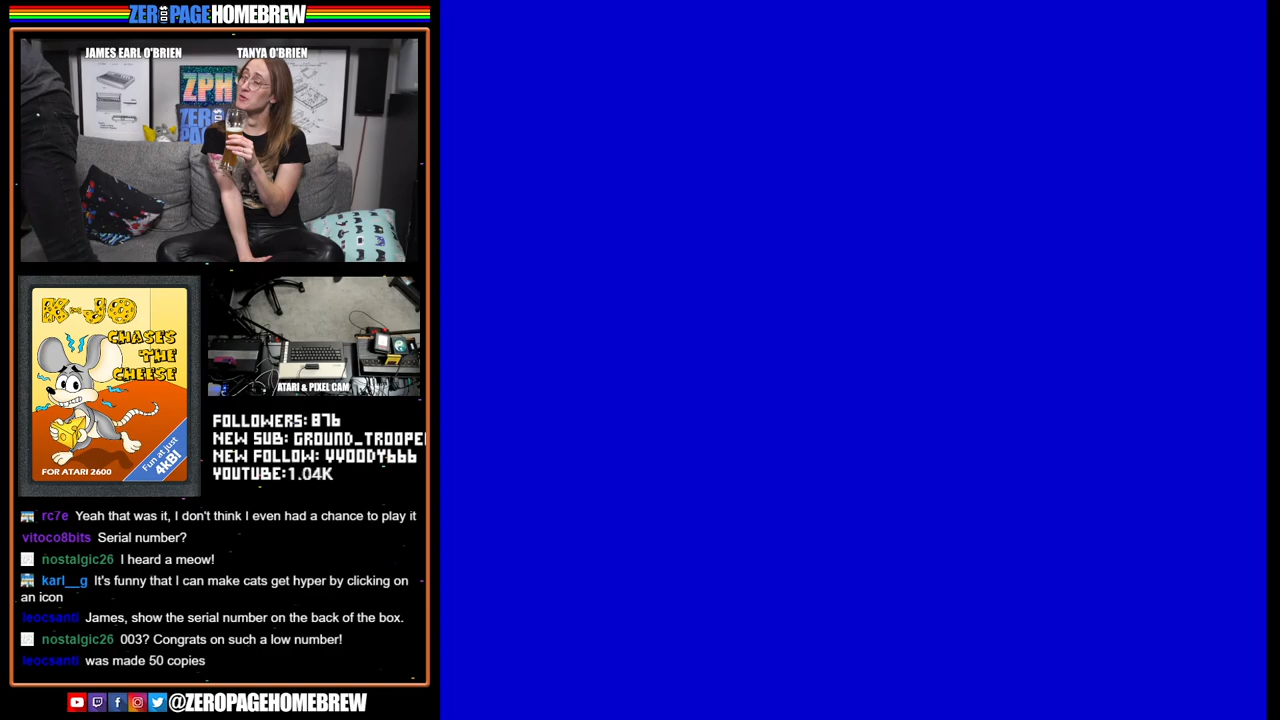 ZEROPAGEHOMEBREW
JAMES EARL O'BRIEN
TANYA O'BRIEN
ZPH
ZERO
PAGE
K-JO
CHASES
THE
CHEESE
Fun at just
4kB!
FOR ATARI 2600
ATARI & PIXEL CAM
FOLLOWERS: 876
NEW SUB: GROUND_TROOPER
NEW FOLLOW: VVOODY666
YOUTUBE:1.04K
rc7e Yeah that was it, I don't think I even had a chance to play it
vitoco8bits Serial number?
nostalgic26 I heard a meow!
karl__g It's funny that I can make cats get hyper by clicking on
an icon
leocsanti James, show the serial number on the back of the box.
nostalgic26 003? Congrats on such a low number!
leocsanti was made 50 copies
@ZEROPAGEHOMEBREW